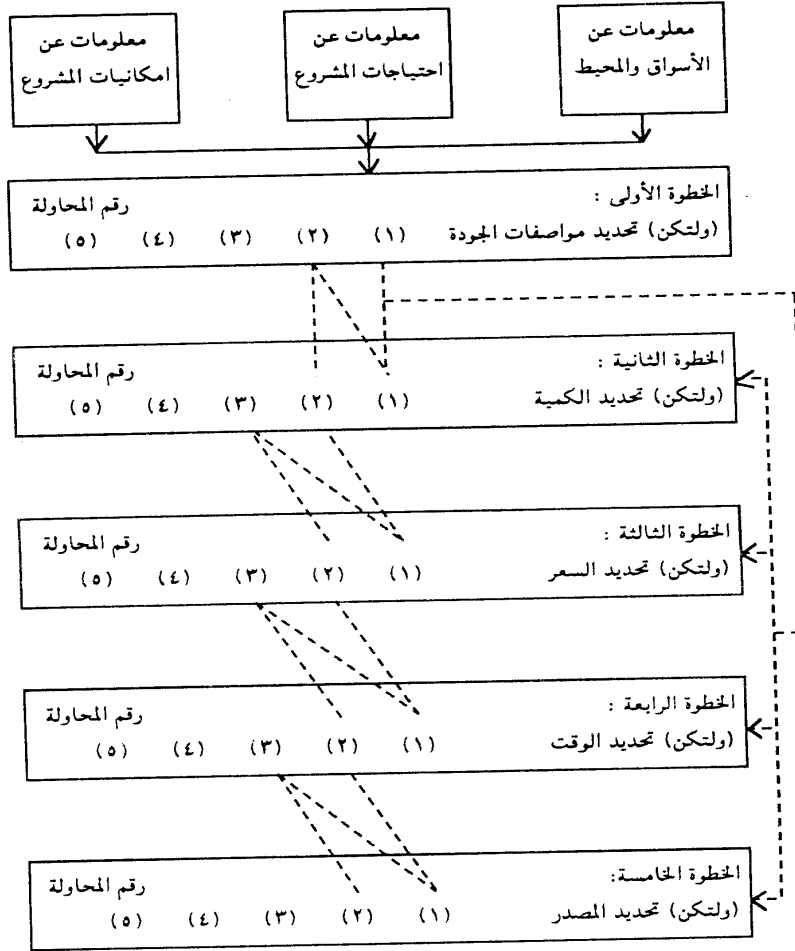 معلومات عن
الأسواق والمحيط
معلومات عن
احتياجات المشروع
معلومات عن
امكانيات المشروع
الخطوة الأولى :
رقم المحاولة
(ولتكن) تحديد مواصفات الجودة (١) (٢) (٣) (٤) (٥)
الخطوة الثانية :
رقم المحاولة
(ولتكن) تحديد الكمية (١) (٢) (٣) (٤) (٥)
الخطوة الثالثة :
رقم المحاولة
(ولتكن) تحديد السعر (١) (٢) (٣) (٤) (٥)
الخطوة الرابعة :
رقم المحاولة
(ولتكن) تحديد الوقت (١) (٢) (٣) (٤) (٥)
الخطوة الخامسة:
رقم المحاولة
(ولتكن) تحديد المصدر (١) (٢) (٣) (٤) (٥)